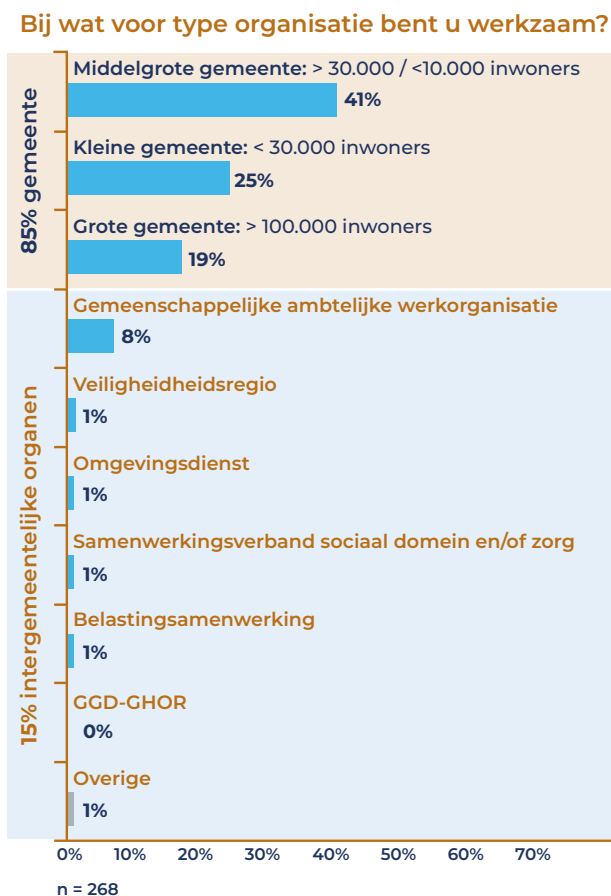 Bij wat voor type organisatie bent u werkzaam?
85% gemeente
Middelgrote gemeente: > 30.000 / <10.000 inwoners
41%
Kleine gemeente: < 30.000 inwoners
25%
Grote gemeente: > 100.000 inwoners
19%
15% intergemeentelijke organen
Gemeenschappelijke ambtelijke werkorganisatie
8%
Veiligheidheidsregio
1%
Omgevingsdienst
1%
Samenwerkingsverband sociaal domein en/of zorg
1%
Belastingsamenwerking
1%
GGD-GHOR
0%
Overige
1%
0% 10% 20% 30% 40% 50% 60% 70%
n = 268